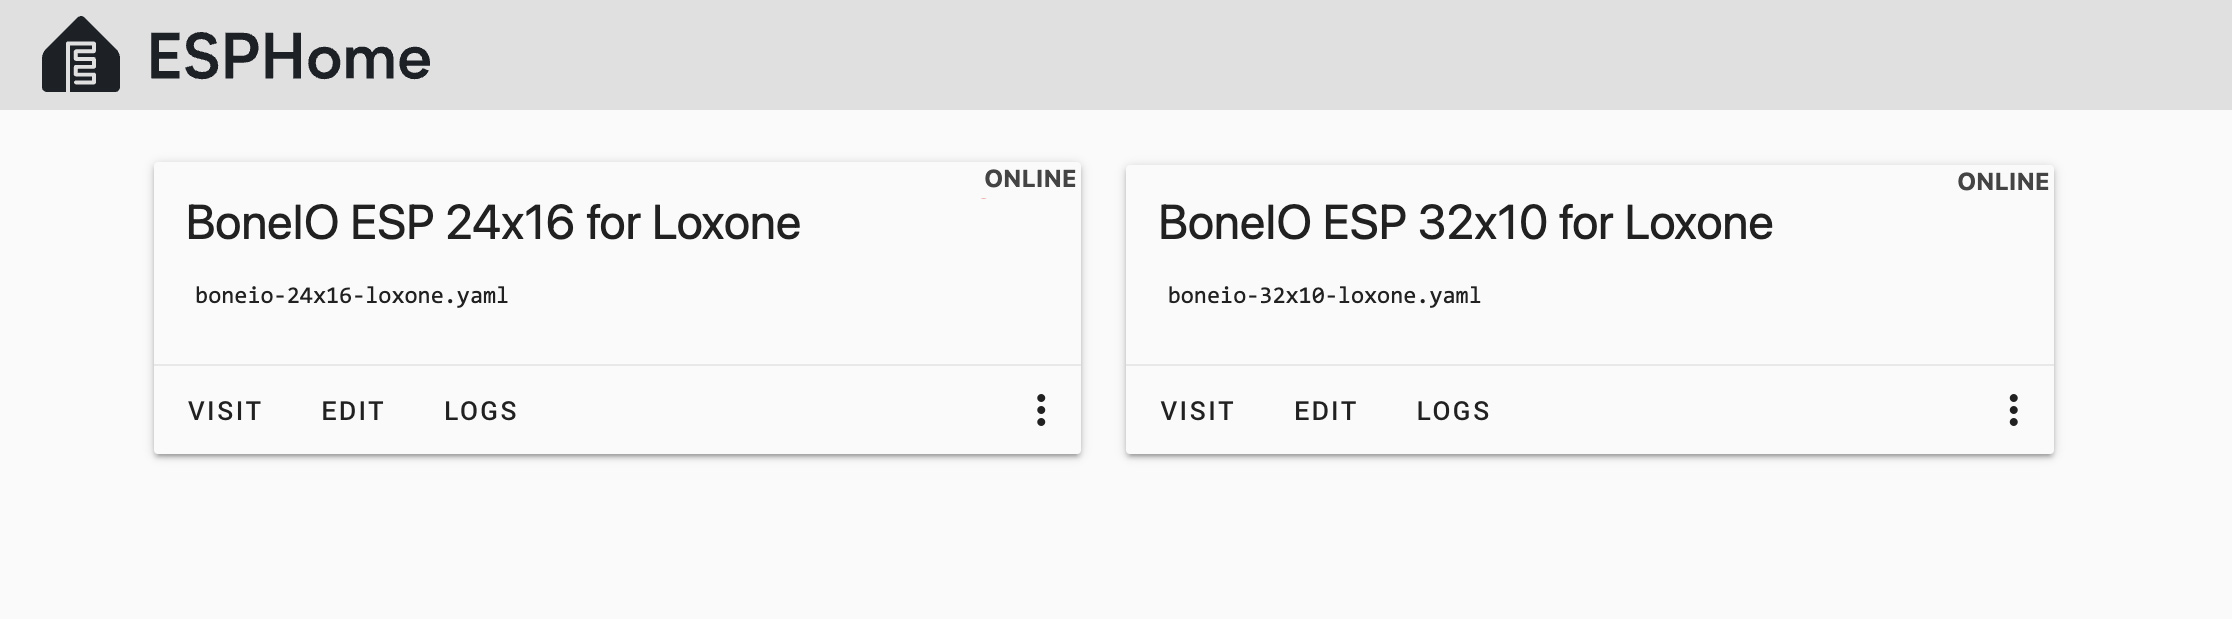 ESPHome
ONLINE
BoneIO ESP 24x16 for Loxone
boneio-24x16-loxone.yaml
VISIT EDIT LOGS
ONLINE
BoneIO ESP 32x10 for Loxone
boneio-32x10-loxone.yaml
VISIT EDIT LOGS